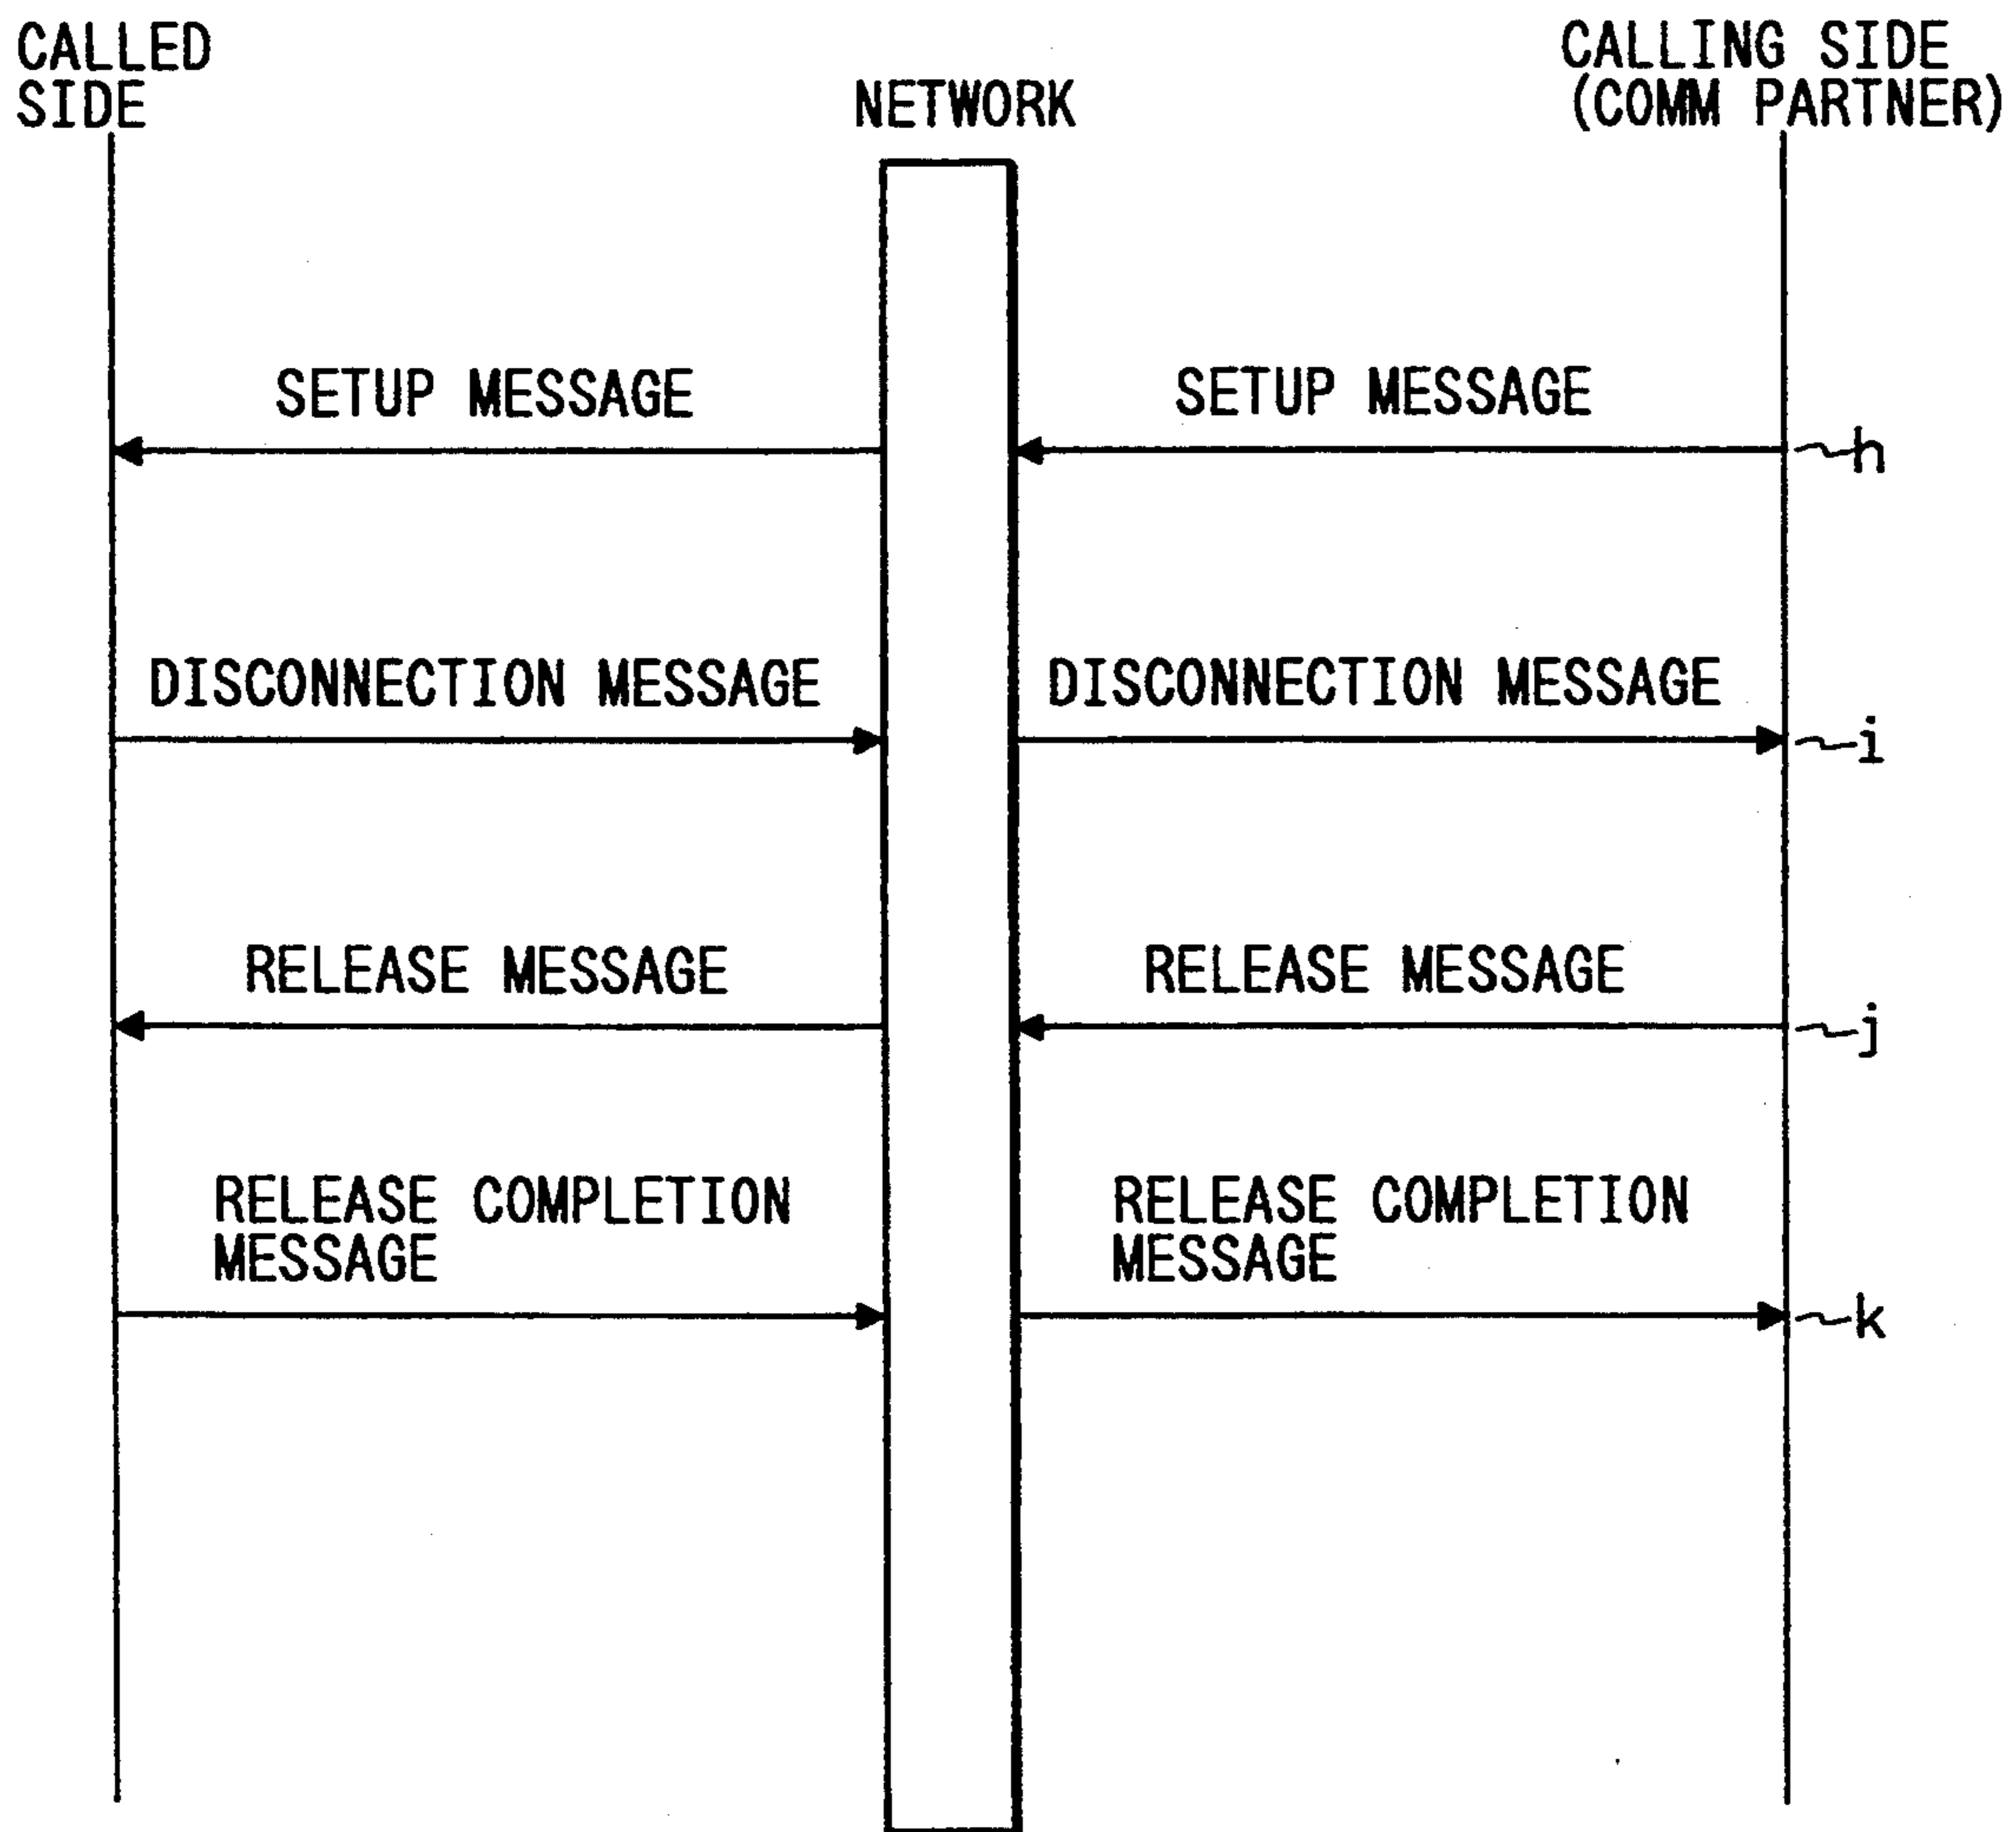 CALLED
SIDE
NETWORK
CALLING SIDE
(COMM PARTNER)
SETUP MESSAGE
SETUP MESSAGE
h
DISCONNECTION MESSAGE
DISCONNECTION MESSAGE
i
RELEASE MESSAGE
RELEASE MESSAGE
j
RELEASE COMPLETION
MESSAGE
RELEASE COMPLETION
MESSAGE
k